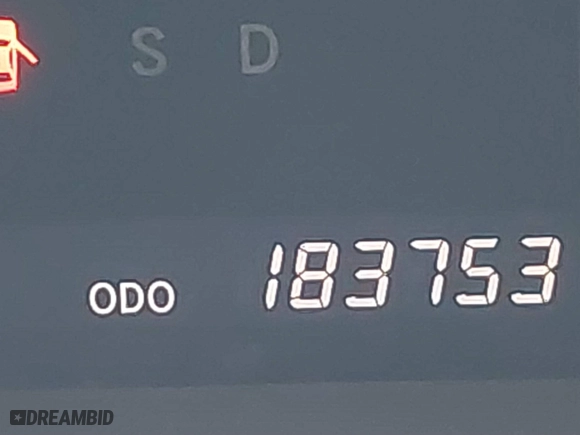 S D
ODO 183753
DREAMBID